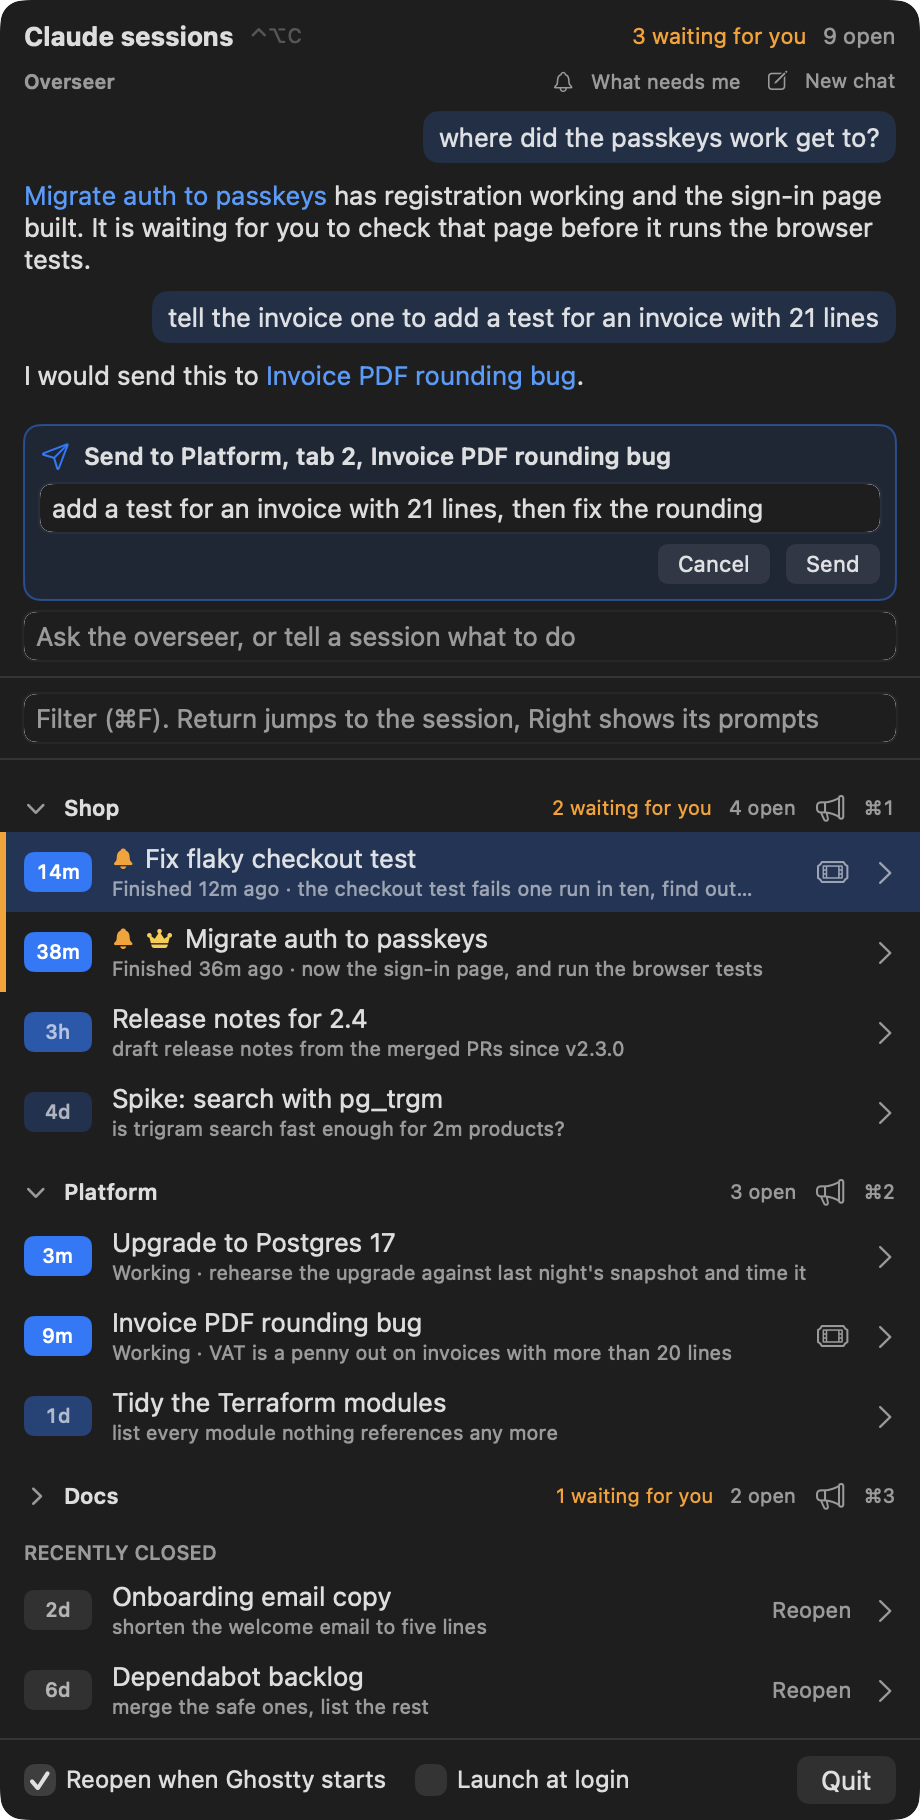 Claude sessions ⌃⌥C 3 waiting for you 9 open
Overseer What needs me New chat
where did the passkeys work get to?
Migrate auth to passkeys has registration working and the sign-in page
built. It is waiting for you to check that page before it runs the browser
tests.
tell the invoice one to add a test for an invoice with 21 lines
I would send this to Invoice PDF rounding bug.
Send to Platform, tab 2, Invoice PDF rounding bug
add a test for an invoice with 21 lines, then fix the rounding
Cancel Send
Ask the overseer, or tell a session what to do
Filter (⌘F). Return jumps to the session, Right shows its prompts
Shop 2 waiting for you 4 open ⌘1
14m Fix flaky checkout test
Finished 12m ago · the checkout test fails one run in ten, find out...
38m Migrate auth to passkeys
Finished 36m ago · now the sign-in page, and run the browser tests
3h Release notes for 2.4
draft release notes from the merged PRs since v2.3.0
4d Spike: search with pg_trgm
is trigram search fast enough for 2m products?
Platform 3 open ⌘2
3m Upgrade to Postgres 17
Working · rehearse the upgrade against last night's snapshot and time it
9m Invoice PDF rounding bug
Working · VAT is a penny out on invoices with more than 20 lines
1d Tidy the Terraform modules
list every module nothing references any more
Docs 1 waiting for you 2 open ⌘3
RECENTLY CLOSED
2d Onboarding email copy Reopen
shorten the welcome email to five lines
6d Dependabot backlog Reopen
merge the safe ones, list the rest
Reopen when Ghostty starts Launch at login Quit